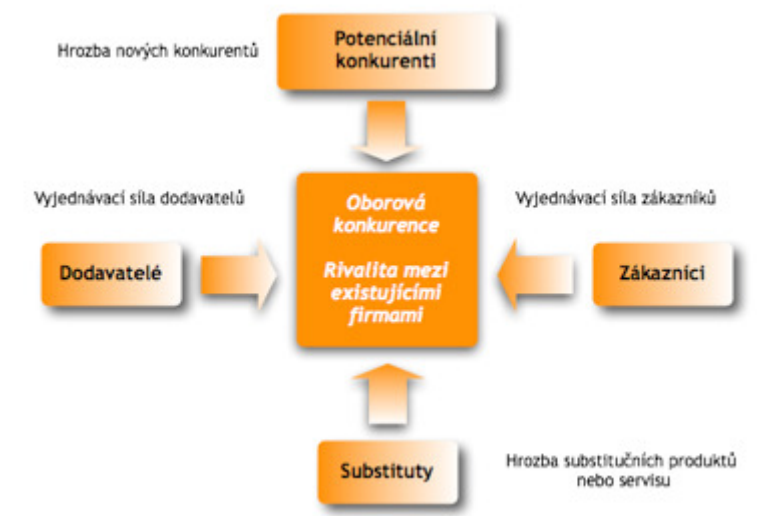 Potenciální
konkurenti
Hrozba nových konkurentů
Vyjednávací síla dodavatelů
Vyjednávací síla zákazníků
Dodavatelé
Oborová
konkurence
Rivalita mezi
existujícími
firmami
Zákazníci
Substituty
Hrozba substitučních produktů
nebo servisu